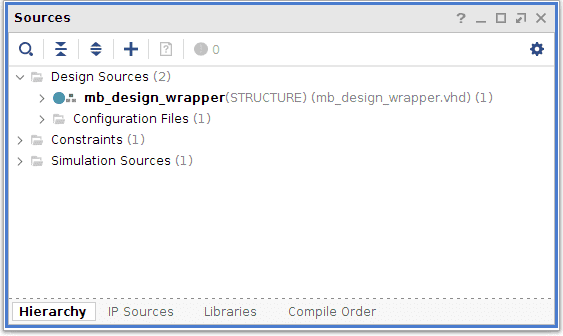 Sources
0
Design Sources (2)
mb_design_wrapper(STRUCTURE) (mb_design_wrapper.vhd) (1)
Configuration Files (1)
Constraints (1)
Simulation Sources (1)
Hierarchy IP Sources Libraries Compile Order